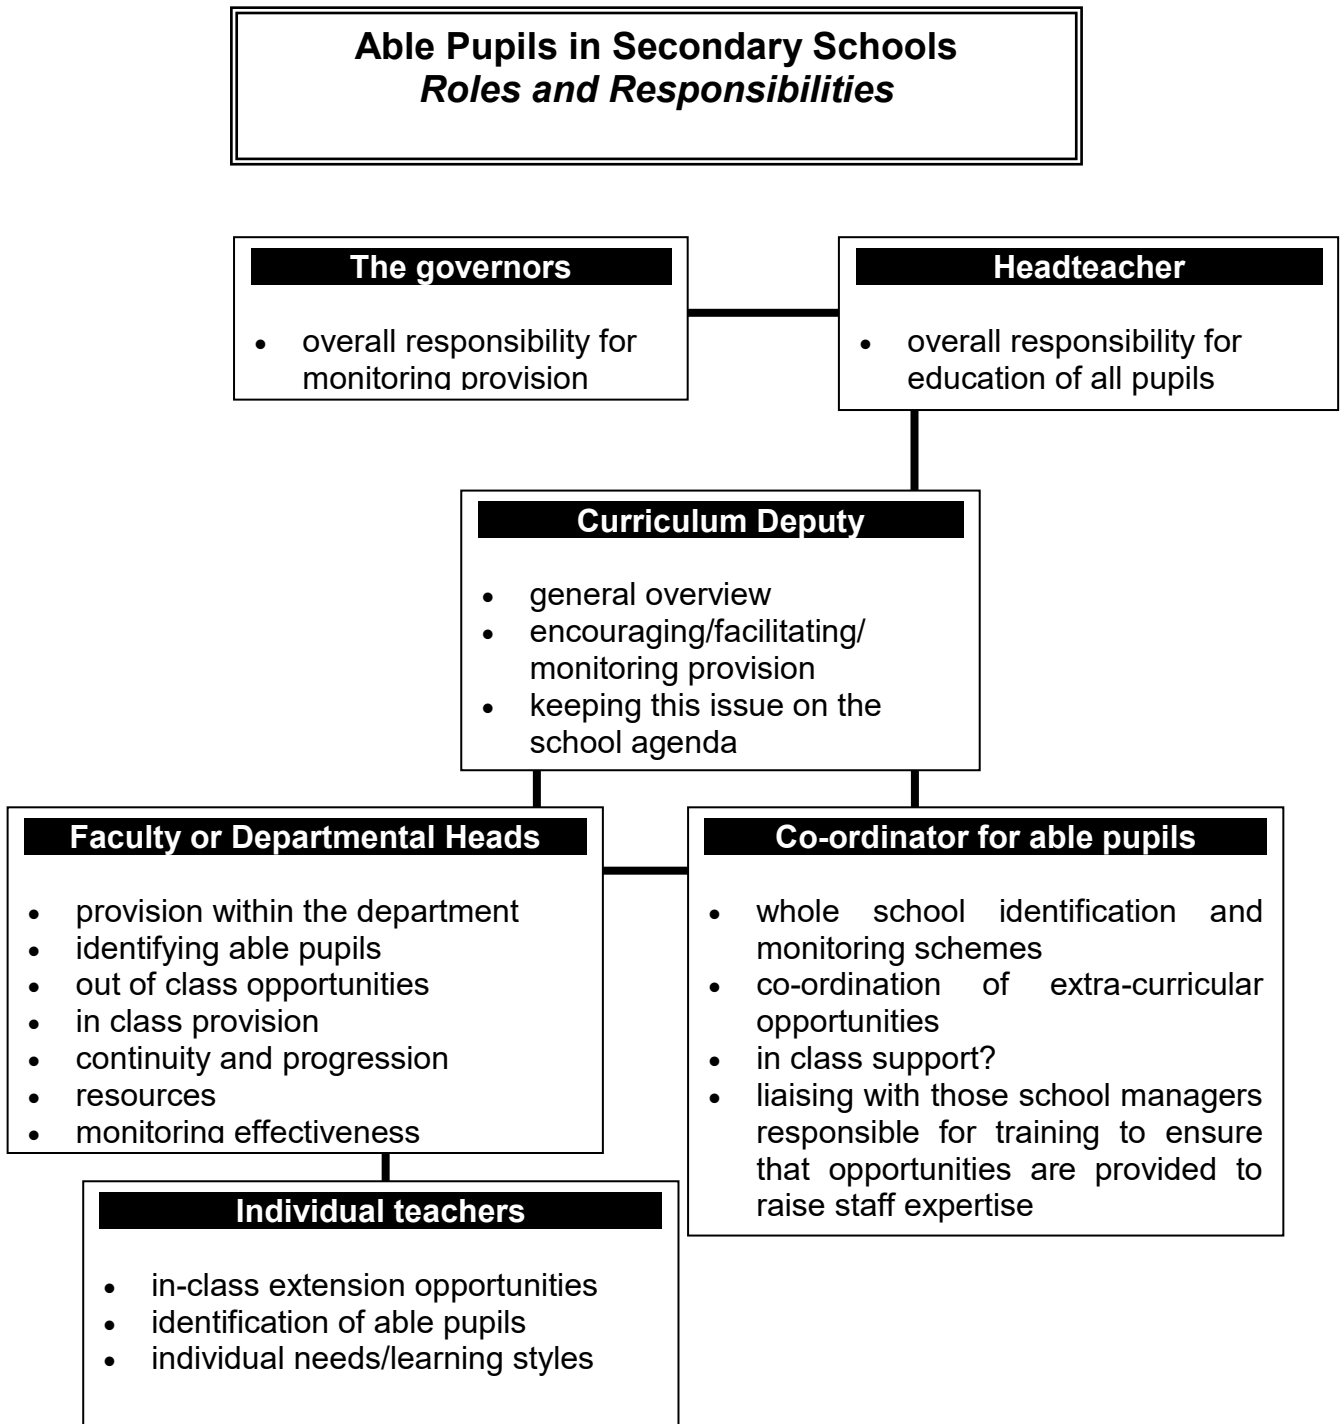 Able Pupils in Secondary Schools
Roles and Responsibilities
The governors
• overall responsibility for
monitoring provision
Headteacher
• overall responsibility for
education of all pupils
Curriculum Deputy
• general overview
• encouraging/facilitating/
monitoring provision
• keeping this issue on the
school agenda
Faculty or Departmental Heads
• provision within the department
• identifying able pupils
• out of class opportunities
• in class provision
• continuity and progression
• resources
• monitoring effectiveness
Co-ordinator for able pupils
• whole school identification and
monitoring schemes
• co-ordination of extra-curricular
opportunities
• in class support?
• liaising with those school managers
responsible for training to ensure
that opportunities are provided to
raise staff expertise
Individual teachers
• in-class extension opportunities
• identification of able pupils
• individual needs/learning styles